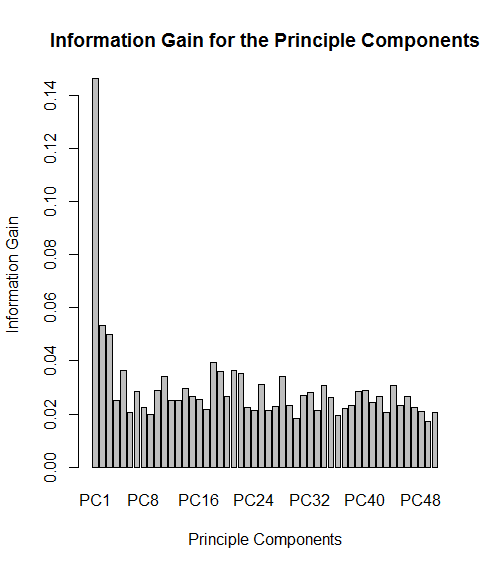 Information Gain for the Principle Components
Information Gain
0.14
0.12
0.10
0.08
0.06
0.04
0.02
0.00
PC1 PC8 PC16 PC24 PC32 PC40 PC48
Principle Components